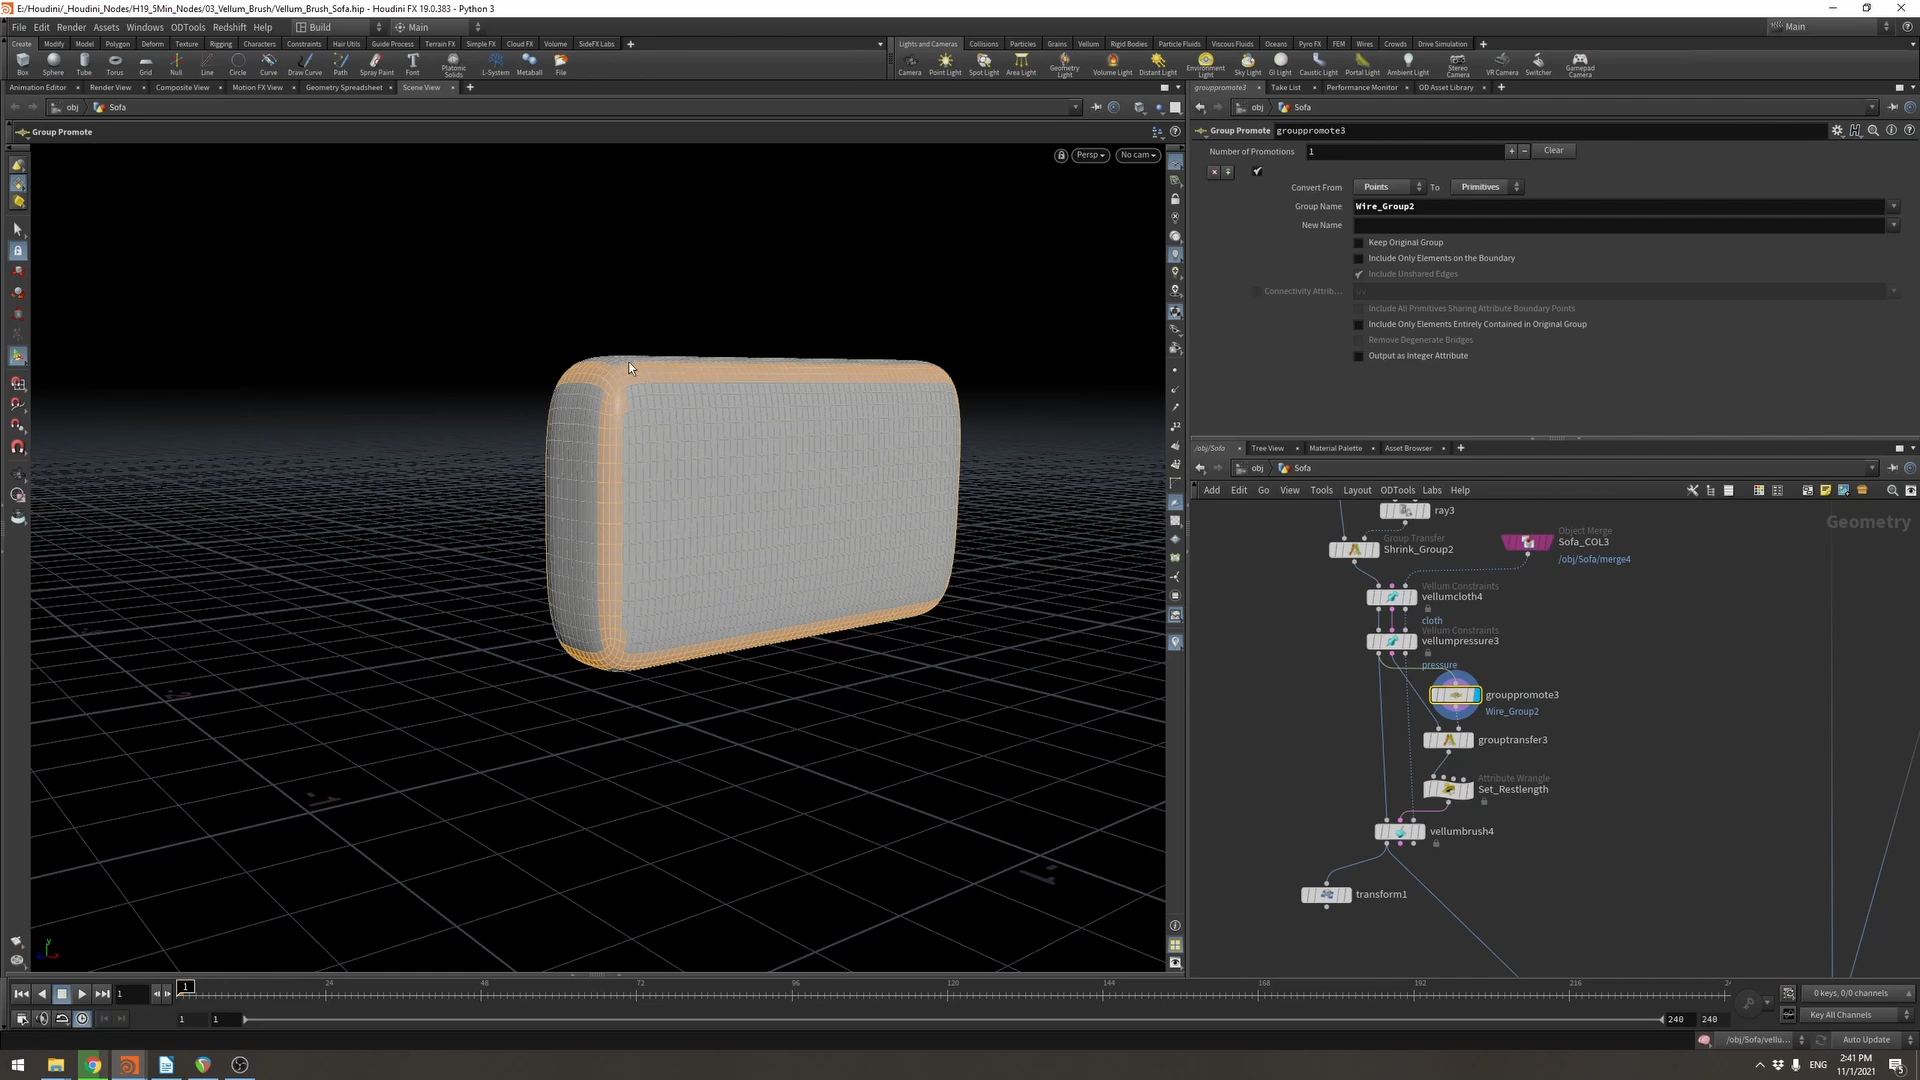 E:/Houdini/_Houdini_Nodes/H19_5Min_Nodes/03_Vellum_Brush/Vellum_Brush_Sofa.hip - Houdini FX 19.0.383 - Python 3
File Edit Render Assets Windows ODTools Redshift Help Build Main Main
Create Modify Model Polygon Deform Texture Rigging Characters Constraints Hair Utils Guide Process Terrain FX Simple FX Cloud FX Volume SideFX Labs
Lights and Cameras Collisions Particles Grains Vellum Rigid Bodies Particle Fluids Viscous Fluids Oceans Pyro FX FEM Wires Crowds Drive Simulation
Box Sphere Tube Torus Grid Null Line Circle Curve Draw Curve Path Spray Paint Font Platonic Solids L-System Metaball File
Camera Point Light Spot Light Area Light Geometry Light Volume Light Distant Light Environment Light Sky Light GI Light Caustic Light Portal Light Ambient Light Stereo Camera VR Camera Switcher Gamepad Camera
Animation Editor Render View Composite View Motion FX View Geometry Spreadsheet Scene View
grouppromote3 Take List Performance Monitor OD Asset Library
obj Sofa
obj Sofa
Group Promote
Group Promote grouppromote3
Number of Promotions 1 Clear
Persp No cam
Convert From Points To Primitives
Group Name Wire_Group2
New Name
Keep Original Group
Include Only Elements on the Boundary
Include Unshared Edges
Connectivity Attrib... uv
Include All Primitives Sharing Attribute Boundary Points
Include Only Elements Entirely Contained in Original Group
Remove Degenerate Bridges
Output as Integer Attribute
/obj/Sofa Tree View Material Palette Asset Browser
obj Sofa
Add Edit Go View Tools Layout ODTools Labs Help
Geometry
ray3
Group Transfer
Shrink_Group2
Object Merge
Sofa_COL3
/obj/Sofa/merge4
Vellum Constraints
vellumcloth4
cloth
Vellum Constraints
vellumpressure3
pressure
grouppromote3
Wire_Group2
grouptransfer3
Attribute Wrangle
Set_Restlength
vellumbrush4
transform1
1 1 24 48 72 96 120 144 168 192 216
0 keys, 0/0 channels
1 1 240 240 Key All Channels
/obj/Sofa/vellu... Auto Update
ENG 2:41 PM
11/1/2021